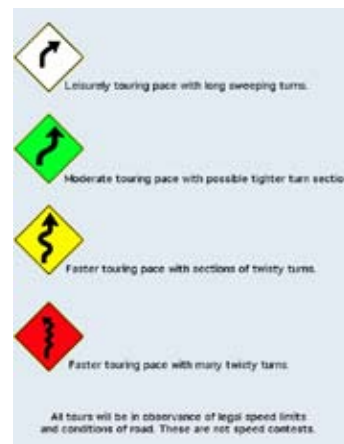 Leisurely touring pace with long sweeping turns.
Moderate touring pace with possible tighter turn sectio
Faster touring pace with sections of twisty turns.
Faster touring pace with many twisty turns
All tours will be in observance of legal speed limits
and conditions of road. These are not speed contests.